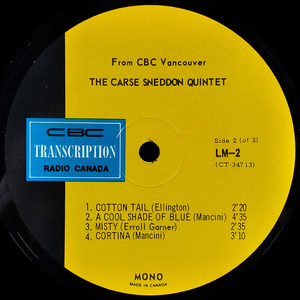 From CBC Vancouver
THE CARSE SNEDDON QUINTET
CBC
TRANSCRIPTION
RADIO CANADA
Side 2 (of 2)
LM-2
(CT-34713)
1. COTTON TAIL (Ellington) 2'20
2. A COOL SHADE OF BLUE (Mancini) 4'35
3. MISTY (Erroll Garner) 2'35
4. CORTINA (Mancini) 3'10
MONO
MADE IN CANADA